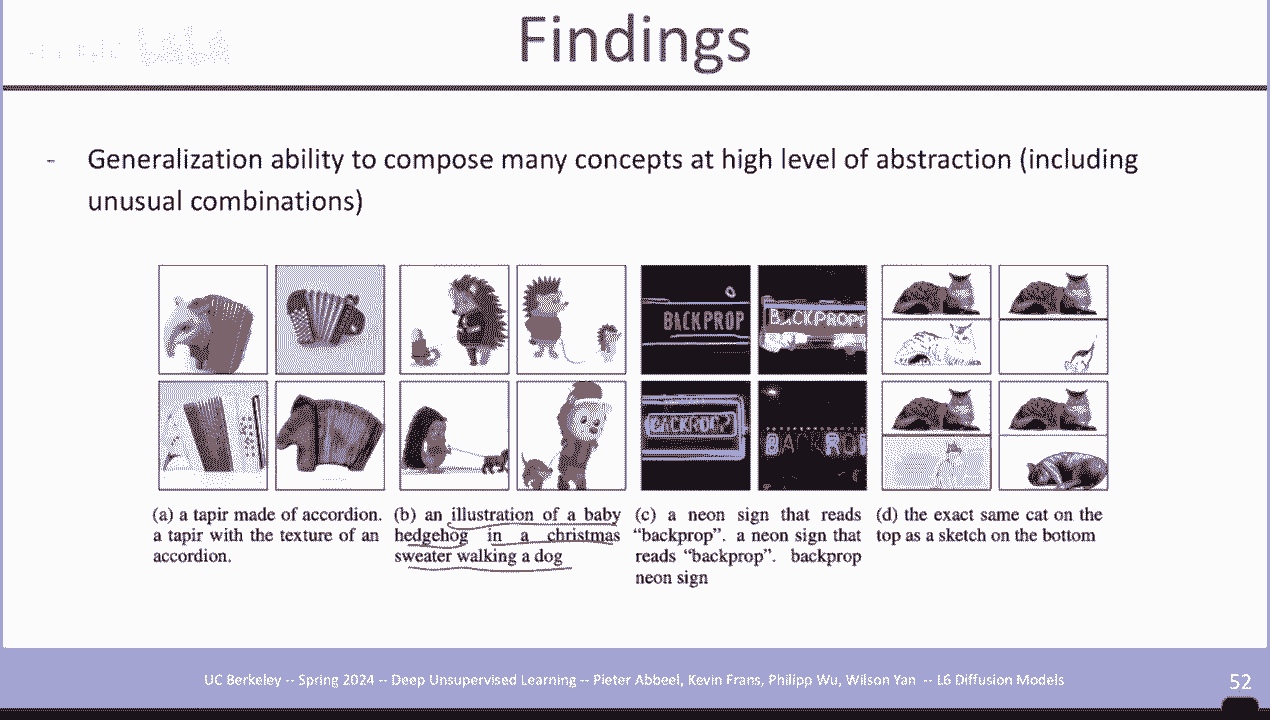 Findings
- Generalization ability to compose many concepts at high level of abstraction (including
unusual combinations)
BACKPROP
BACKPROP
BACKROG?
BACKROP
(a) a tapir made of accordion.
a tapir with the texture of an
accordion.
(b) an illustration of a baby
hedgehog in a christmas
sweater walking a dog
(c) a neon sign that reads
“backprop”. a neon sign that
reads “backprop”. backprop
neon sign
(d) the exact same cat on the
top as a sketch on the bottom
UC Berkeley -- Spring 2024 -- Deep Unsupervised Learning -- Pieter Abbeel, Kevin Frans, Philipp Wu, Wilson Yan -- L6 Diffusion Models
52